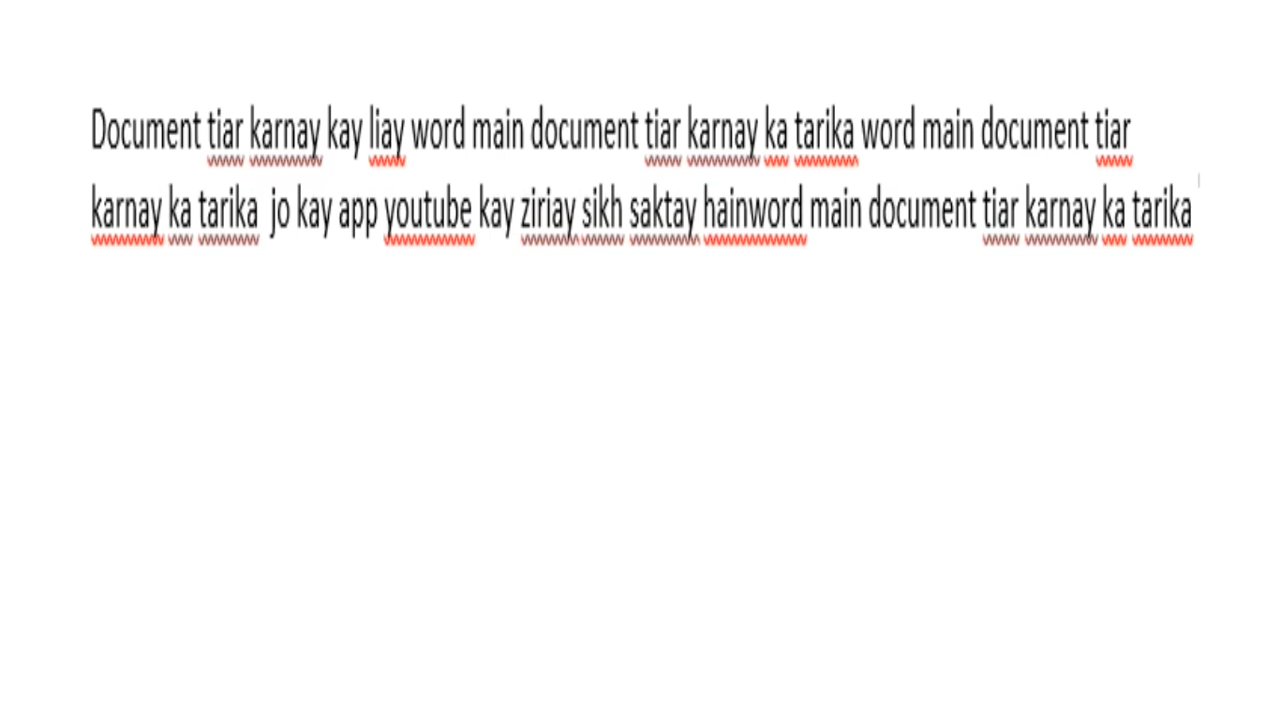 Document tiar karnay kay liay word main document tiar karnay ka tarika word main document tiar
karnay ka tarika  jo kay app youtube kay ziriay sikh saktay hainword main document tiar karnay ka tarika